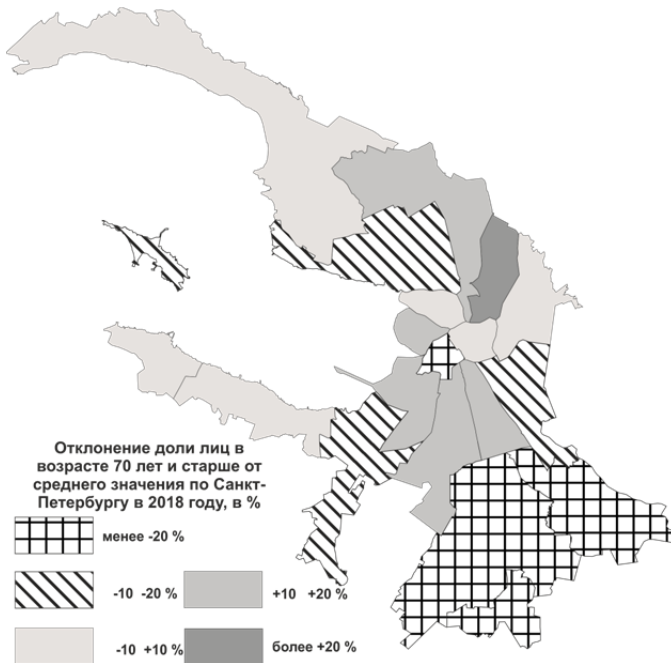 Отклонение доли лиц в
возрасте 70 лет и старше от
среднего значения по Санкт-
Петербургу в 2018 году, в %
менее -20 %
-10 -20 %
+10 +20 %
-10 +10 %
более +20 %